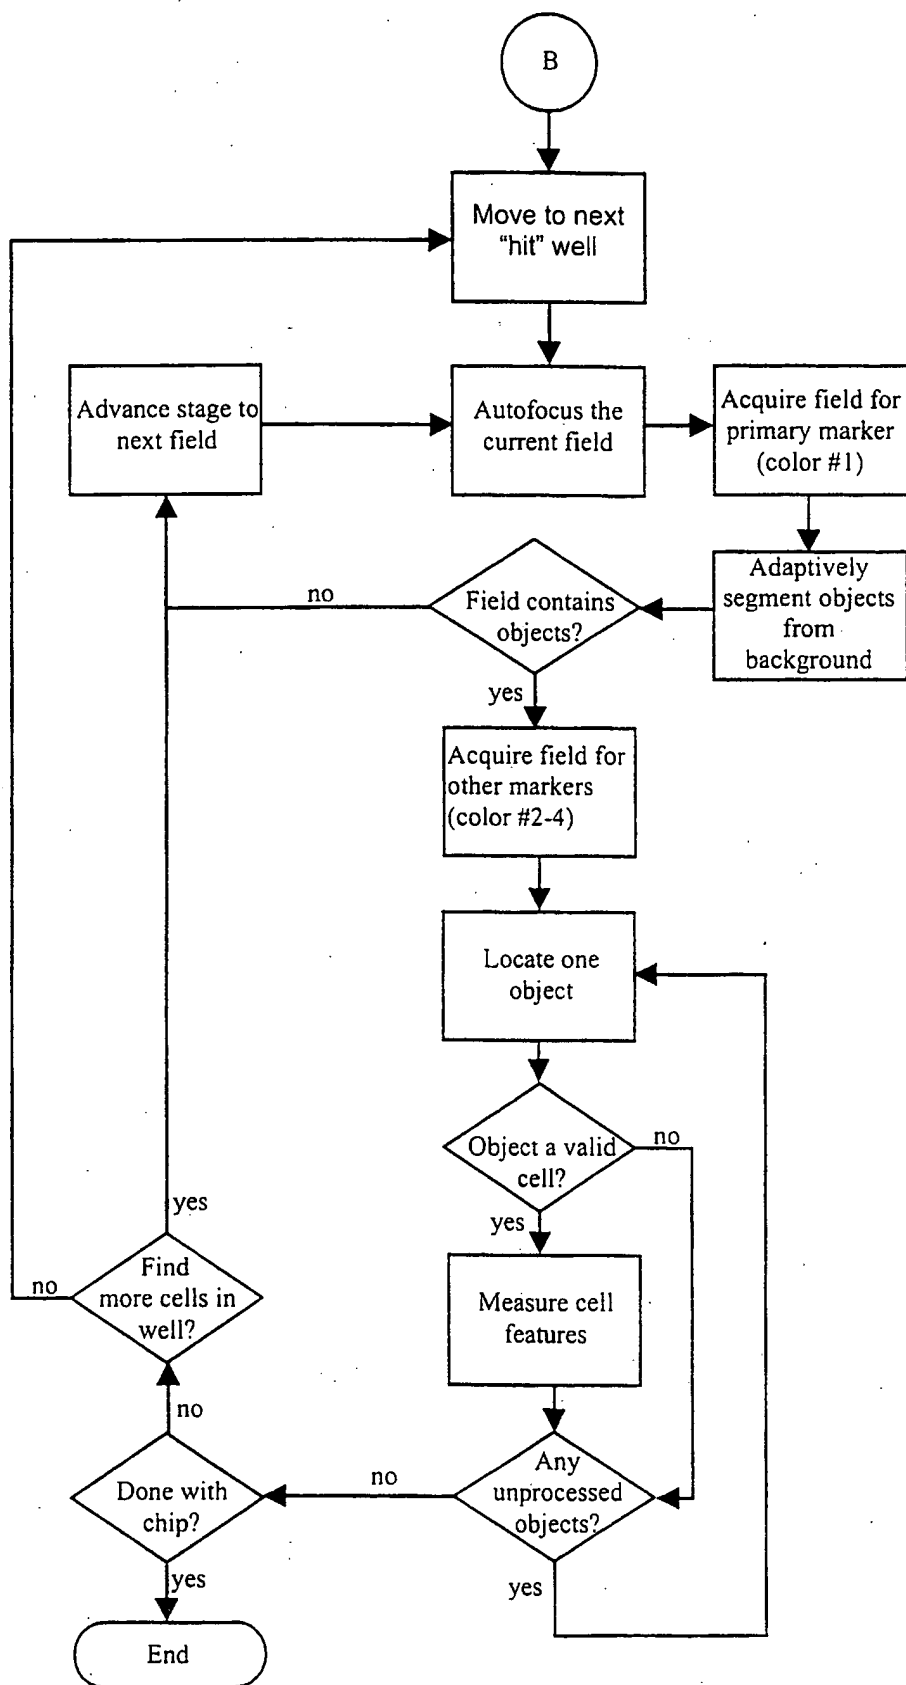 B
Move to next
“hit” well
Advance stage to
next field
Autofocus the
current field
Acquire field for
primary marker
(color #1)
Adaptively
segment objects
from
background
Field contains
objects?
no
yes
Acquire field for
other markers
(color #2-4)
Locate one
object
Object a valid
cell?
no
yes
Measure cell
features
yes
Find
more cells in
well?
no
no
Any
unprocessed
objects?
no
yes
Done with
chip?
yes
End